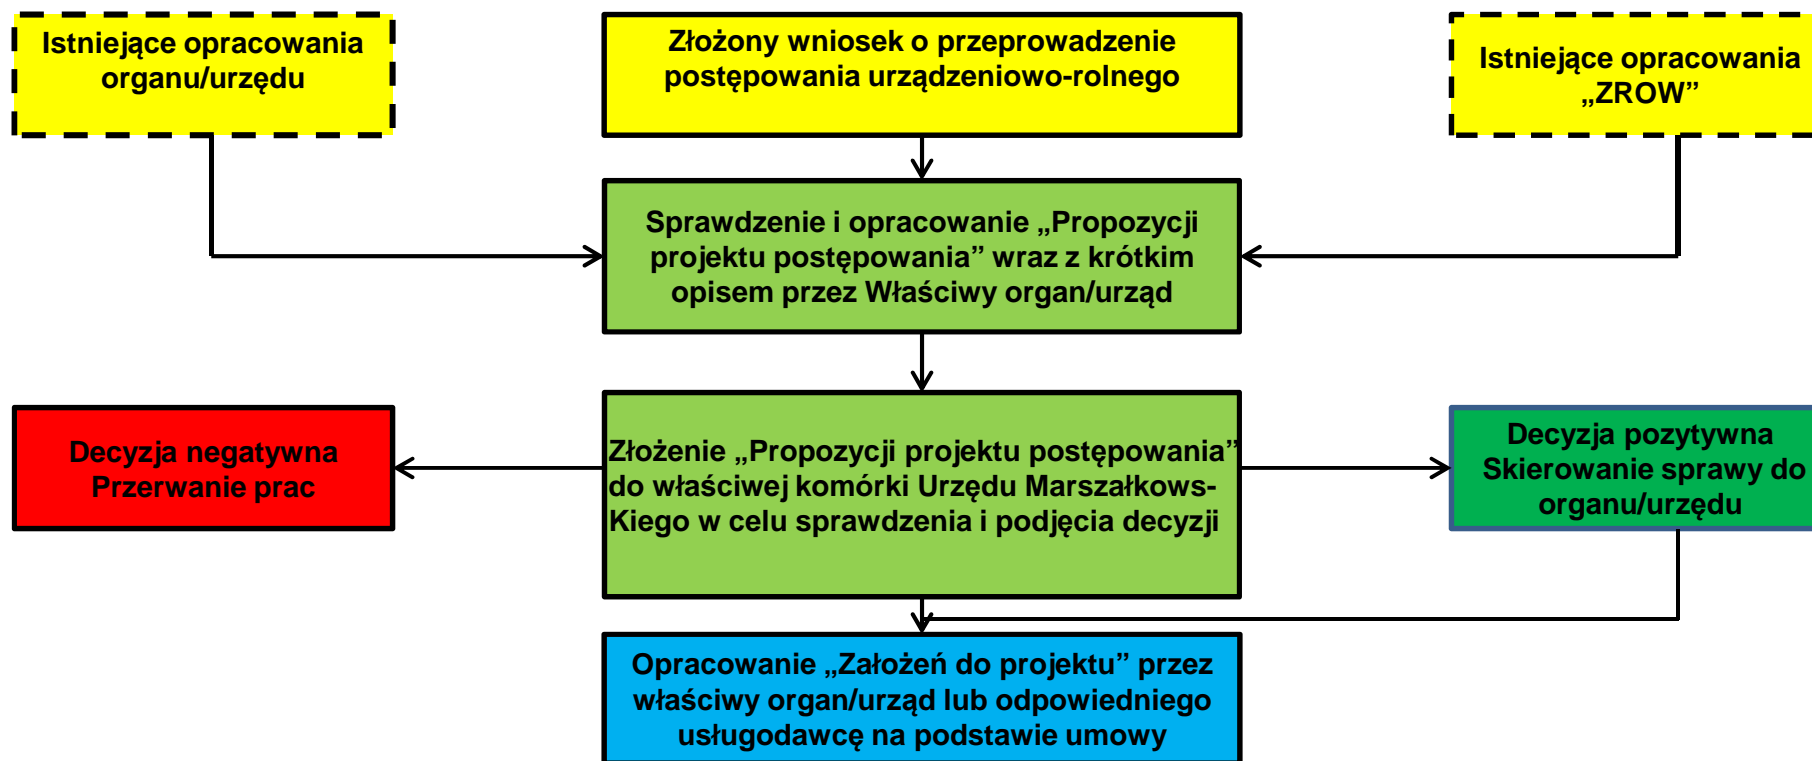 Istniejące opracowania
organu/urzędu
Złożony wniosek o przeprowadzenie
postępowania urządzeniowo-rolnego
Istniejące opracowania
„ZROW”
Sprawdzenie i opracowanie „Propozycji
projektu postępowania” wraz z krótkim
opisem przez Właściwy organ/urząd
Decyzja negatywna
Przerwanie prac
Złożenie „Propozycji projektu postępowania”
do właściwej komórki Urzędu Marszałkows-
Kiego w celu sprawdzenia i podjęcia decyzji
Decyzja pozytywna
Skierowanie sprawy do
organu/urzędu
Opracowanie „Założeń do projektu” przez
właściwy organ/urząd lub odpowiedniego
usługodawcę na podstawie umowy